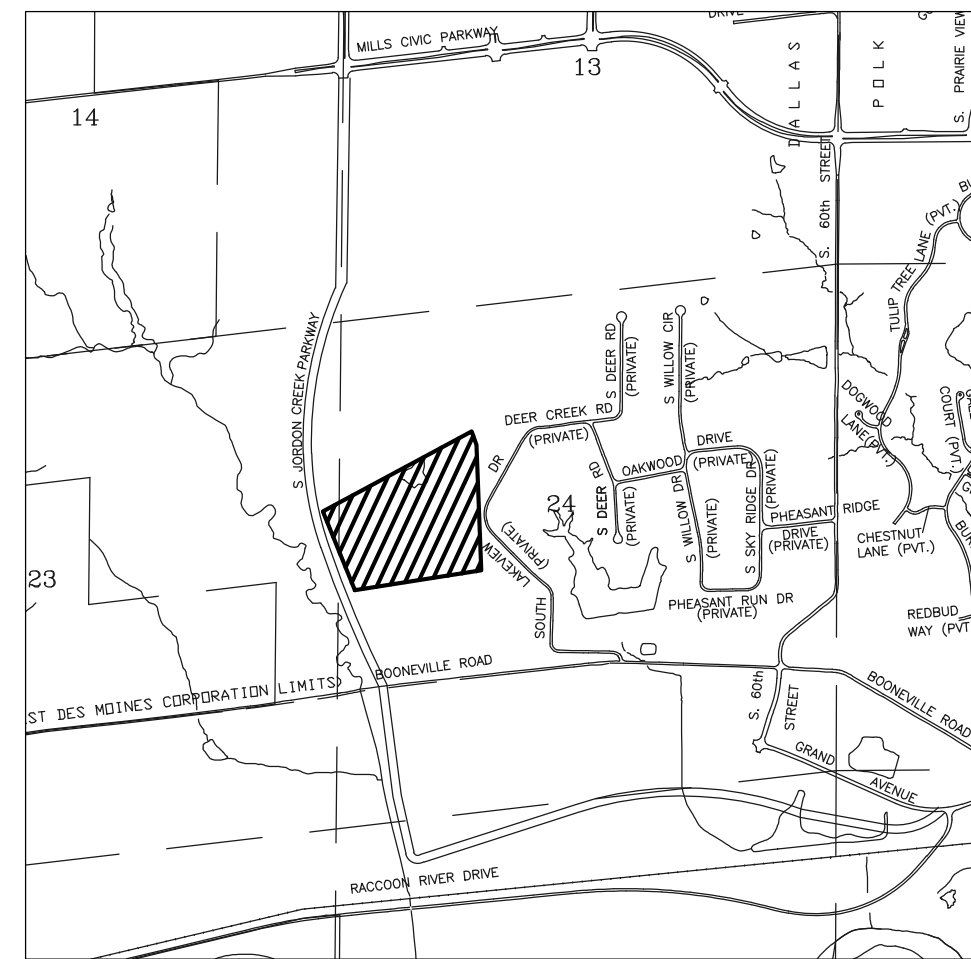 DRIVE
MILLS CIVIC PARKWAY
13
14
DALLAS
POLK
S. PRAIRIE VIEW
S. 60th STREET
TULIP TREE LANE (PVT.)
S JORDON CREEK PARKWAY
S DEER RD
(PRIVATE)
S WILLOW CIR
(PRIVATE)
DEER CREEK RD
(PRIVATE)
DOGWOOD
LANE(PVT.)
COURT (PVT.)
DR
OAKWOOD
DRIVE
(PRIVATE)
S DEER RD
(PRIVATE)
S WILLOW DR
(PRIVATE)
S SKY RIDGE DR
(PRIVATE)
24
PHEASANT RIDGE
DRIVE
(PRIVATE)
CHESTNUT
LANE (PVT.)
LAKEVIEW
(PRIVATE)
SOUTH
23
PHEASANT RUN DR
(PRIVATE)
REDBUD
WAY (PVT
BOONEVILLE ROAD
ST DES MOINES CORPORATION LIMITS)
S. 60th
STREET
BOONEVILLE ROAD
GRAND
AVENUE
RACCOON RIVER DRIVE